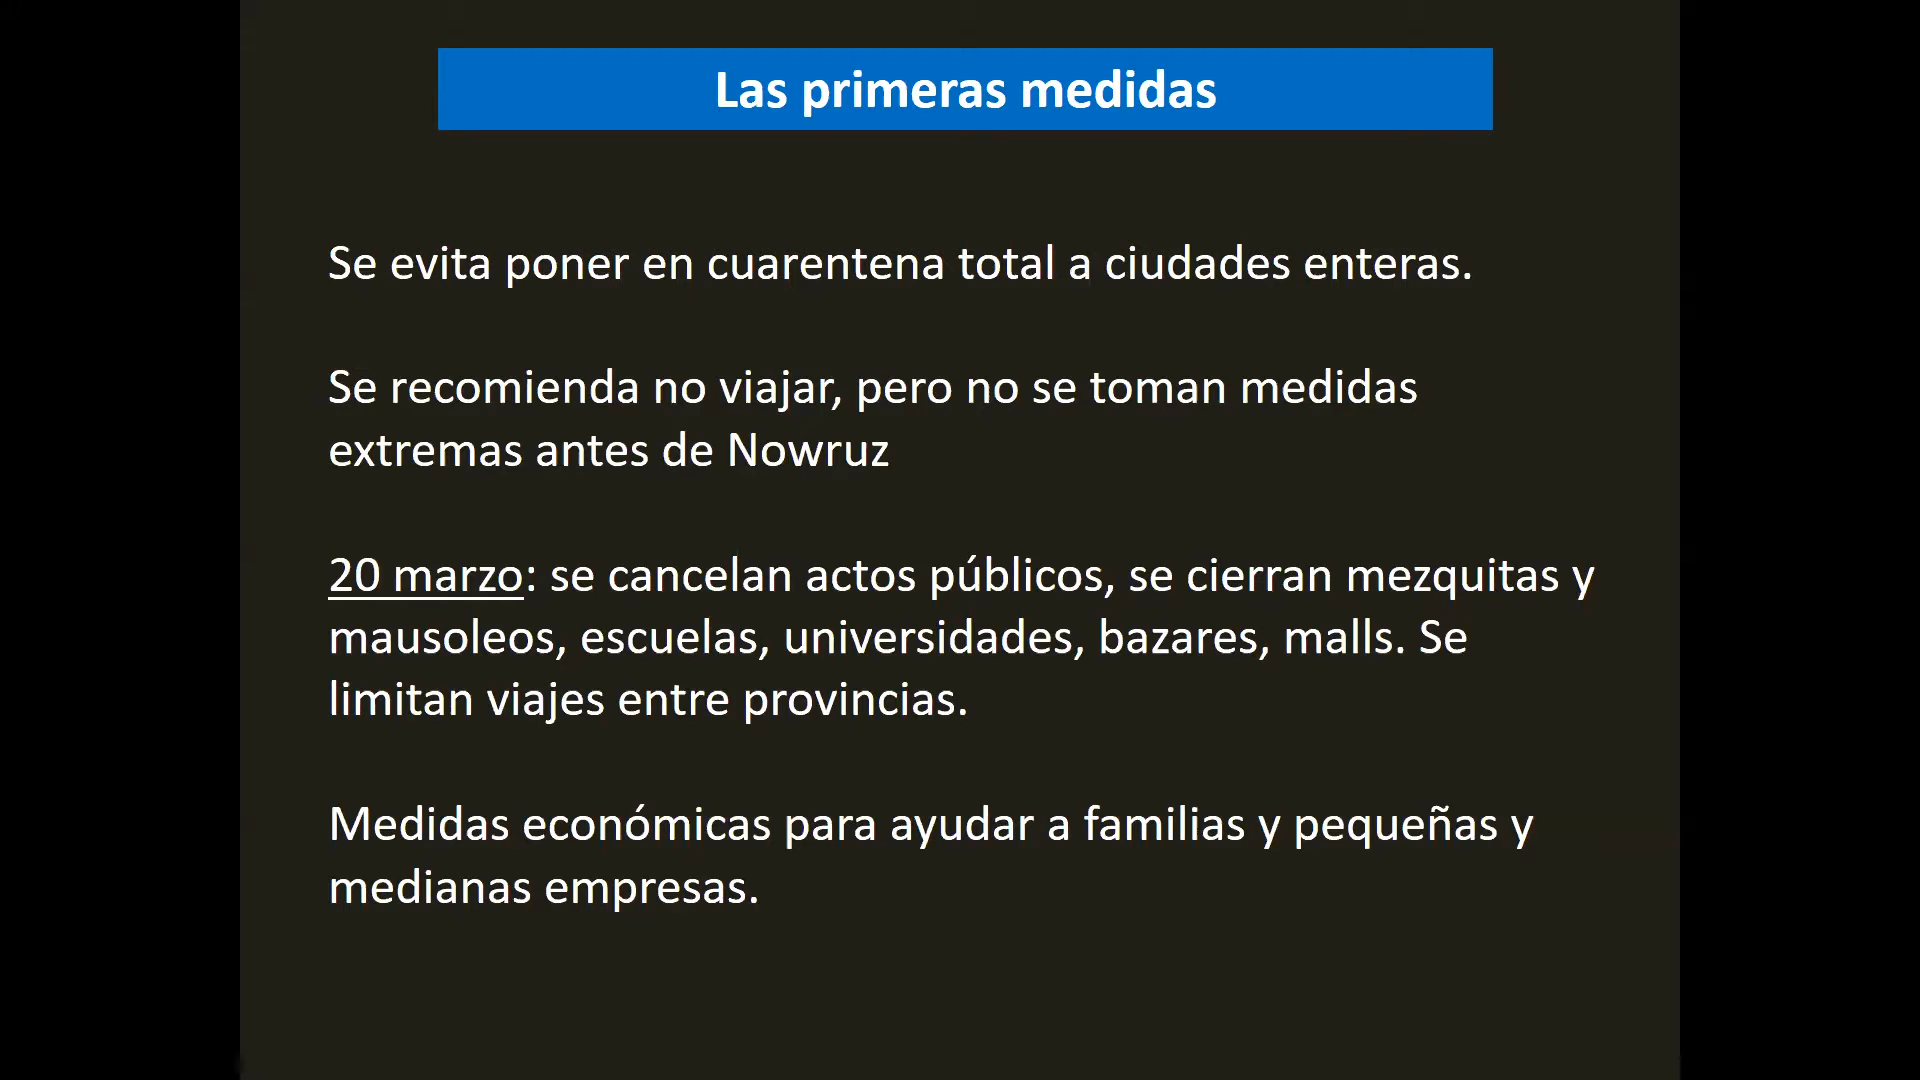 Las primeras medidas
Se evita poner en cuarentena total a ciudades enteras.
Se recomienda no viajar, pero no se toman medidas
extremas antes de Nowruz
20 marzo: se cancelan actos públicos, se cierran mezquitas y
mausoleos, escuelas, universidades, bazares, malls. Se
limitan viajes entre provincias.
Medidas económicas para ayudar a familias y pequeñas y
medianas empresas.